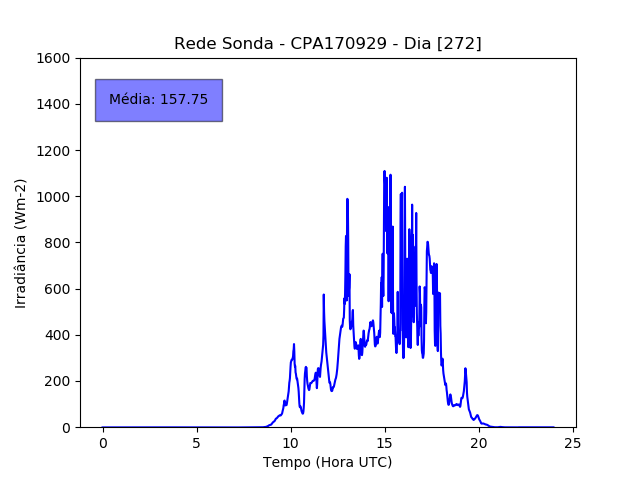 Rede Sonda - CPA170929 - Dia [272]
1600
1400
1200
1000
800
600
400
200
0
Média: 157.75
Irradiância (Wm-2)
0 5 10 15 20 25
Tempo (Hora UTC)